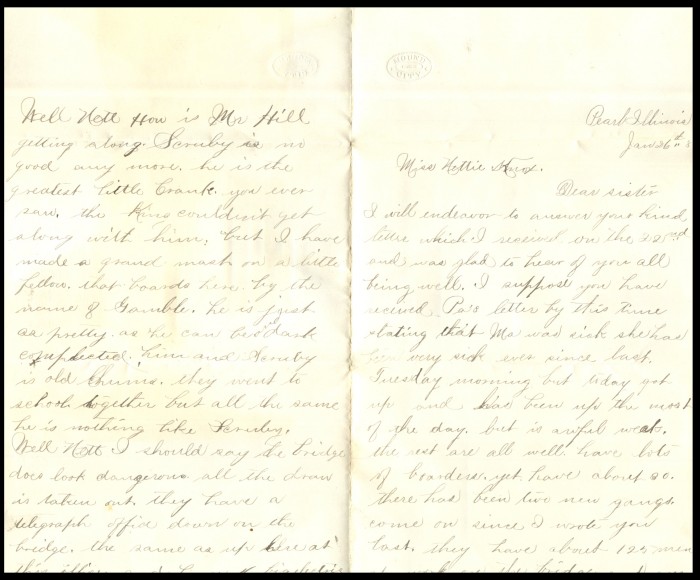 Pearl Illinois
Jan 26th
Miss Nettie Knox.
Dear sister
I will endeavor to answer your kind
letter which I received on the 22nd
and was glad to hear of you all
being well. I suppose you have
received Pa's letter by this time
stating that Ma was sick she has
been very sick ever since last.
Tuesday morning but today got
up and has been up the most
of the day. but is awful weak.
the rest are all well. have lots
of boarders. yet have about 20.
there has been two new gangs.
come on since I wrote you
last. they have about 125 men
Well Nett How is Mr Hill
getting along. Scruby is no
good any more. he is the
greatest little Crank you ever
saw. the King couldn't get
along with him, but I have
made a grand mash on a little
fellow. that boards here. by the
name of Gamble. he is just
as pretty. as he can be. dark
complected. him and Scruby
is old Chums. they went to
school together but all the same
he is nothing like Scruby.
Well Nett I should say the bridge
does look dangerous all the draw
is taken out. they have a
telegraph office down on the
bridge. the same as up here at